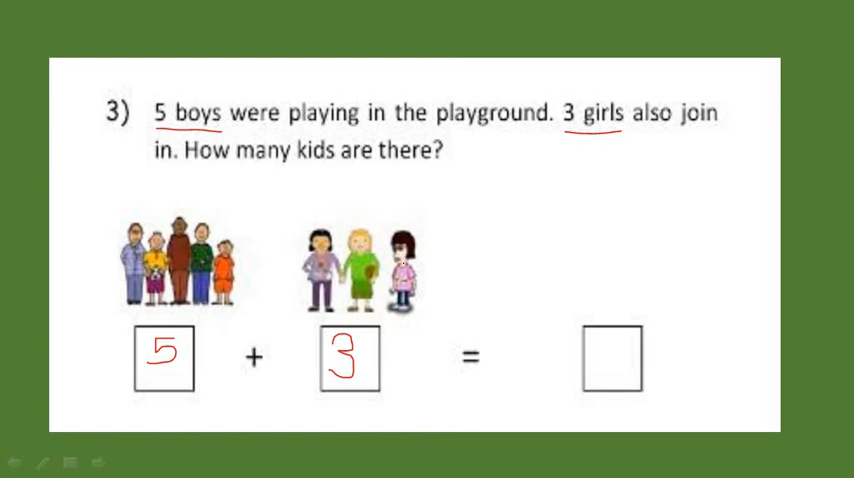 3) 5 boys were playing in the playground. 3 girls also join
in. How many kids are there?
5 + 3 =